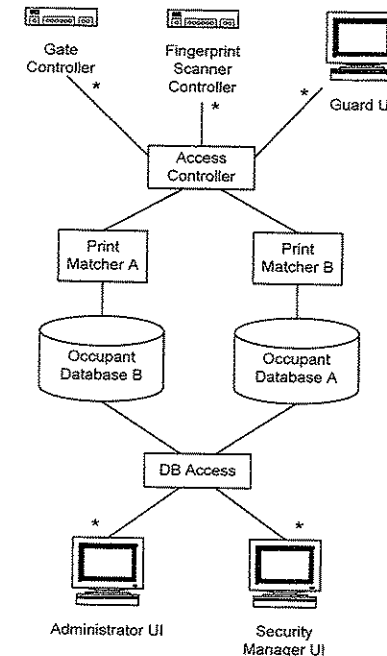 Gate
Controller
Fingerprint
Scanner
Controller
Guard U
*
*
*
Access
Controller
Print
Matcher A
Print
Matcher B
Occupant
Database B
Occupant
Database A
DB Access
*
*
Administrator UI
Security
Manager UI